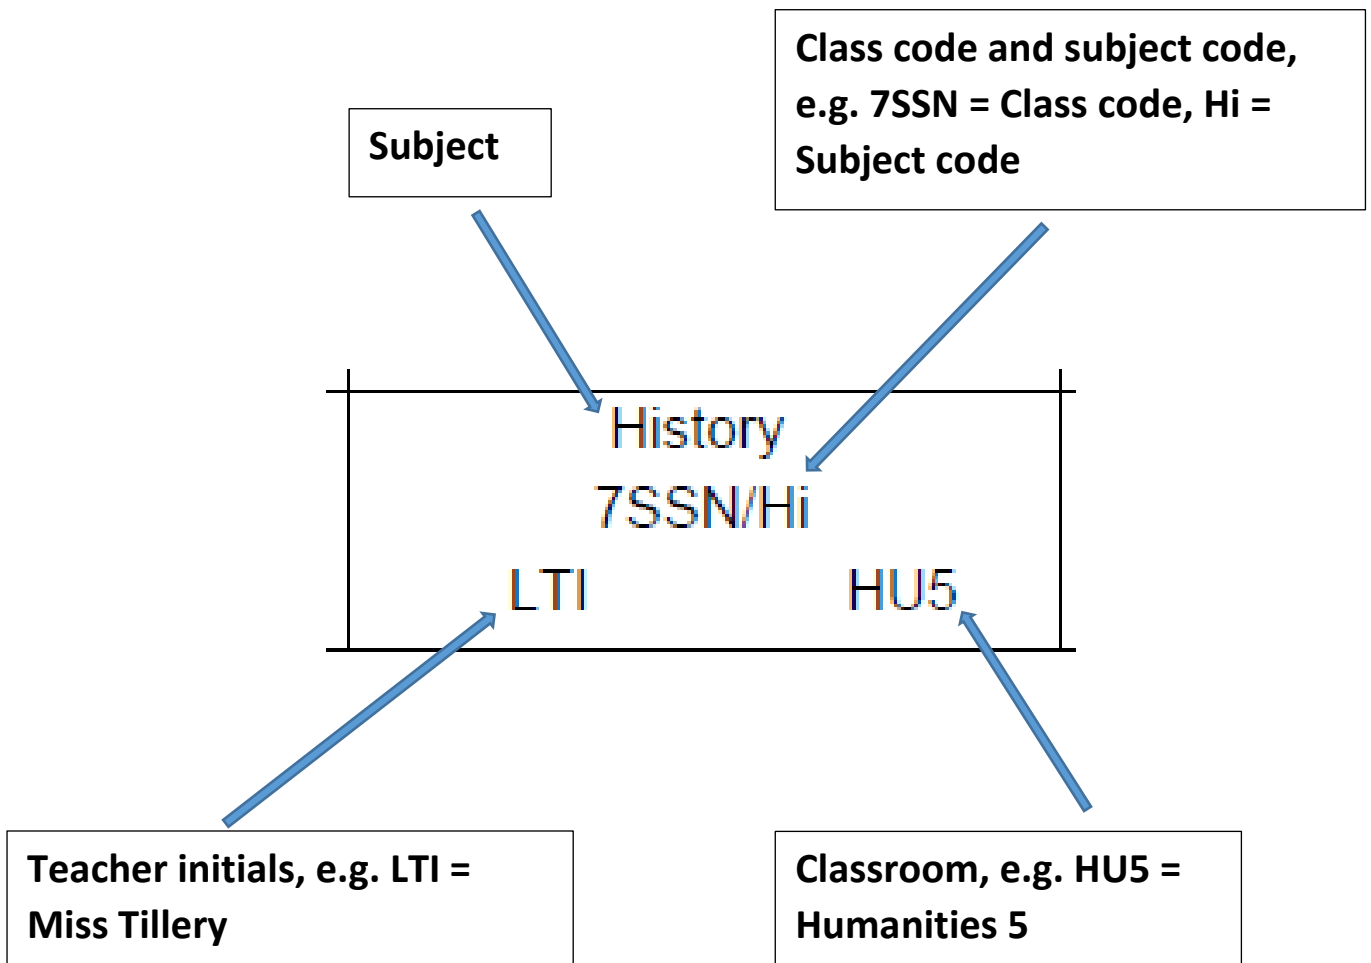 Class code and subject code,
e.g. 7SSN = Class code, Hi =
Subject code
Subject
History
7SSN/Hi
LTI HU5
Teacher initials, e.g. LTI =
Miss Tillery
Classroom, e.g. HU5 =
Humanities 5